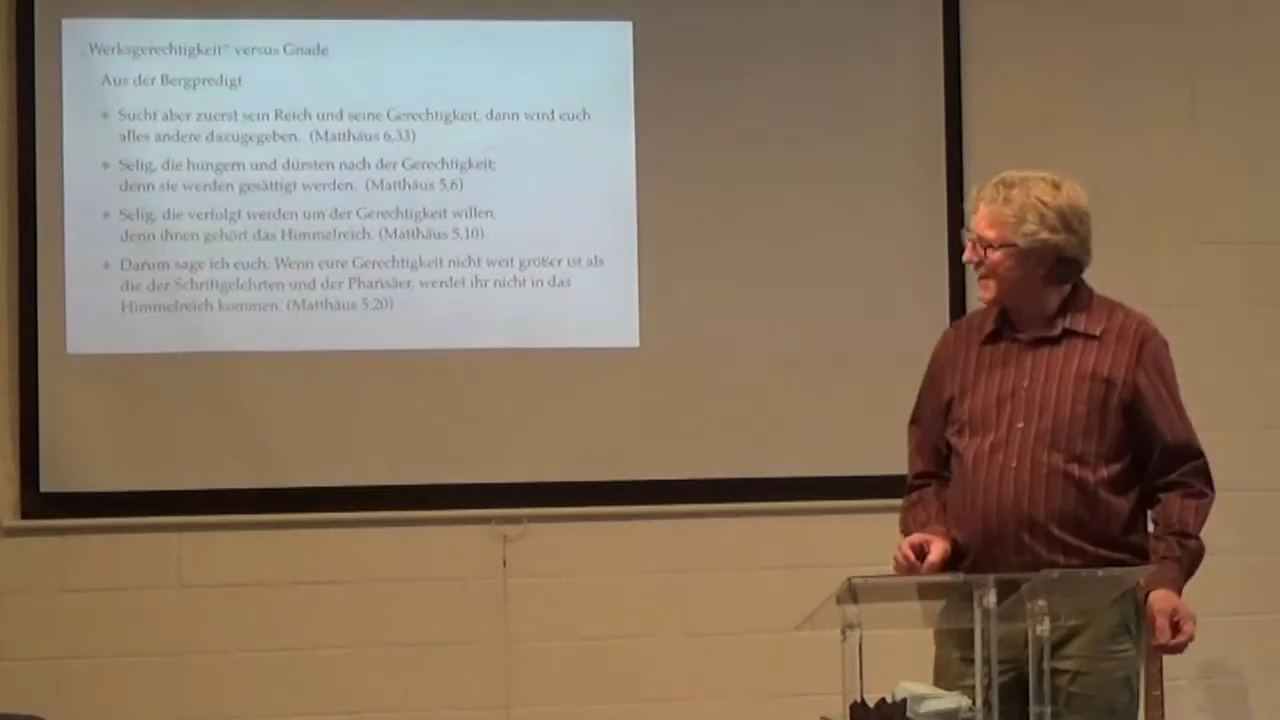 „Werksgerechtigkeit“ versus Gnade
Aus der Bergpredigt
Sucht aber zuerst sein Reich und seine Gerechtigkeit, dann wird euch
alles andere dazugegeben. (Matthäus 6,33)
Selig, die hungern und dürsten nach der Gerechtigkeit;
denn sie werden gesättigt werden. (Matthäus 5,6)
Selig, die verfolgt werden um der Gerechtigkeit willen,
denn ihnen gehört das Himmelreich. (Matthäus 5,10)
Darum sage ich euch: Wenn eure Gerechtigkeit nicht weit größer ist als
die der Schriftgelehrten und der Pharisäer, werdet ihr nicht in das
Himmelreich kommen. (Matthäus 5,20)